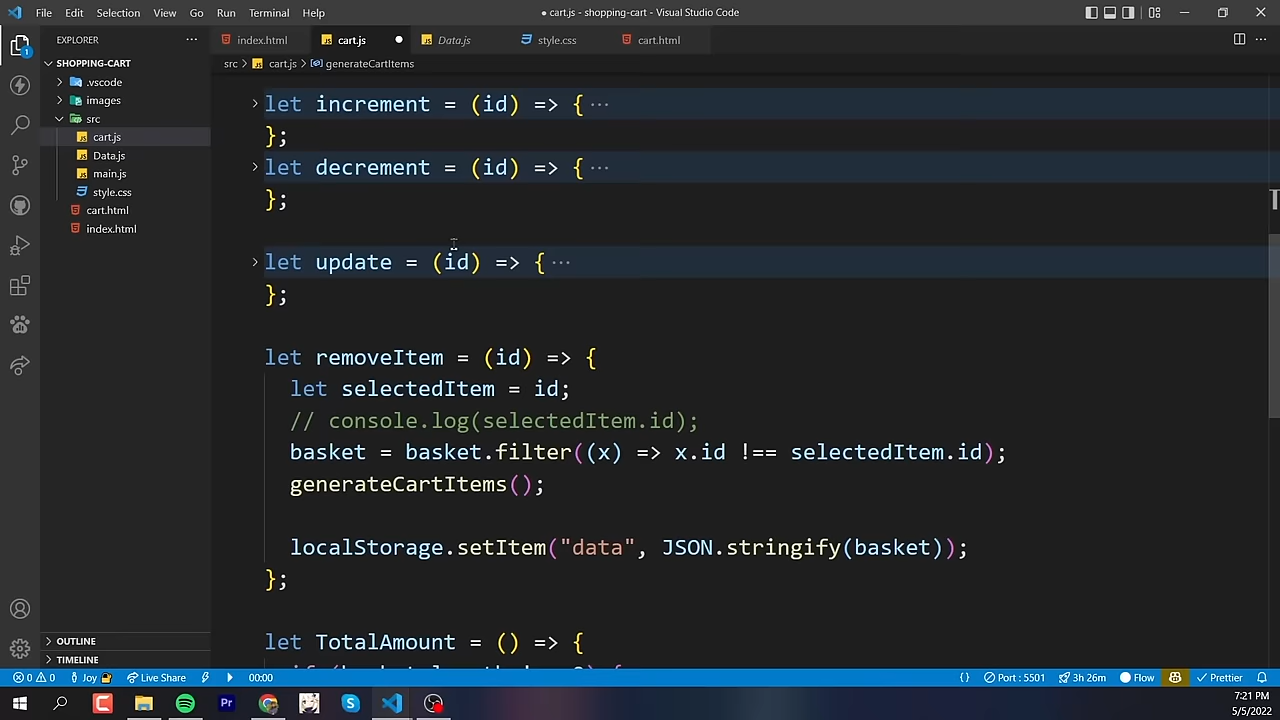 File Edit Selection View Go Run Terminal Help
● cart.js - shopping-cart - Visual Studio Code
EXPLORER ···
SHOPPING-CART
.vscode
images
src
cart.js
Data.js
main.js
style.css
cart.html
index.html
OUTLINE
TIMELINE
index.html cart.js ● Data.js style.css cart.html
src > cart.js > generateCartItems
let increment = (id) => {···
};
let decrement = (id) => {···
};
let update = (id) => {···
};
let removeItem = (id) => {
let selectedItem = id;
// console.log(selectedItem.id);
basket = basket.filter((x) => x.id !== selectedItem.id);
generateCartItems();
localStorage.setItem("data", JSON.stringify(basket));
};
let TotalAmount = () => {
0 0 Joy Live Share 00:00 {} Port : 5501 3h 26m Flow Prettier
7:21 PM
5/5/2022